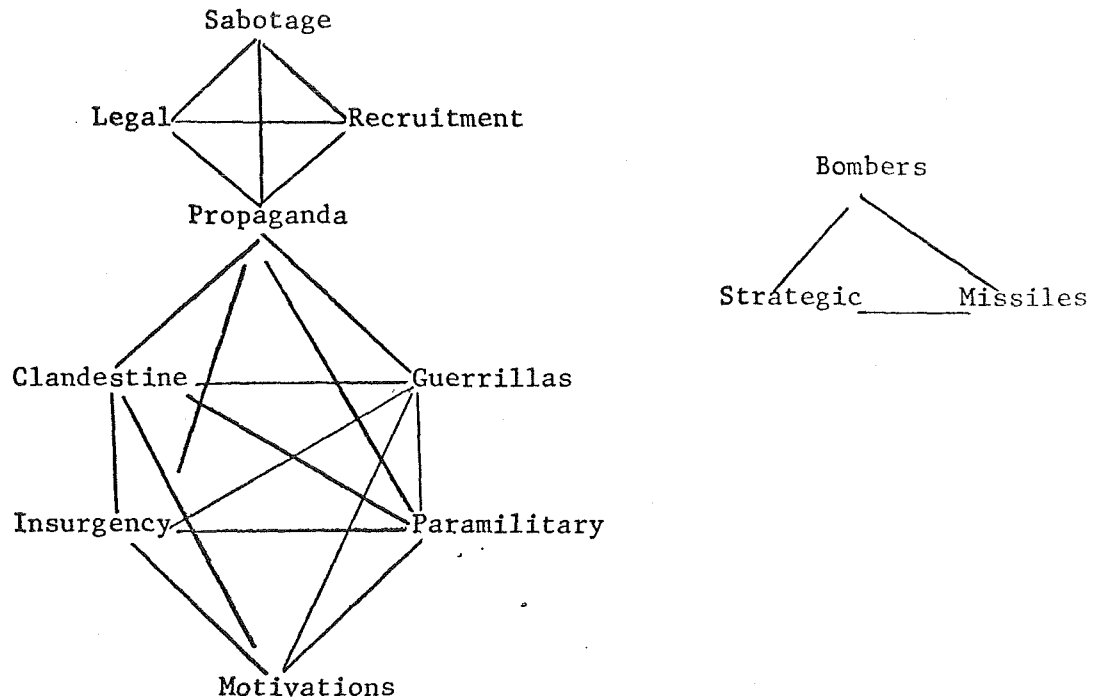 Sabotage
Legal Recruitment
Propaganda
Bombers
Strategic Missiles
Clandestine Guerrillas
Insurgency Paramilitary
Motivations